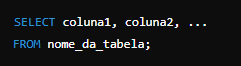 SELECT coluna1, coluna2, ...
FROM nome_da_tabela;